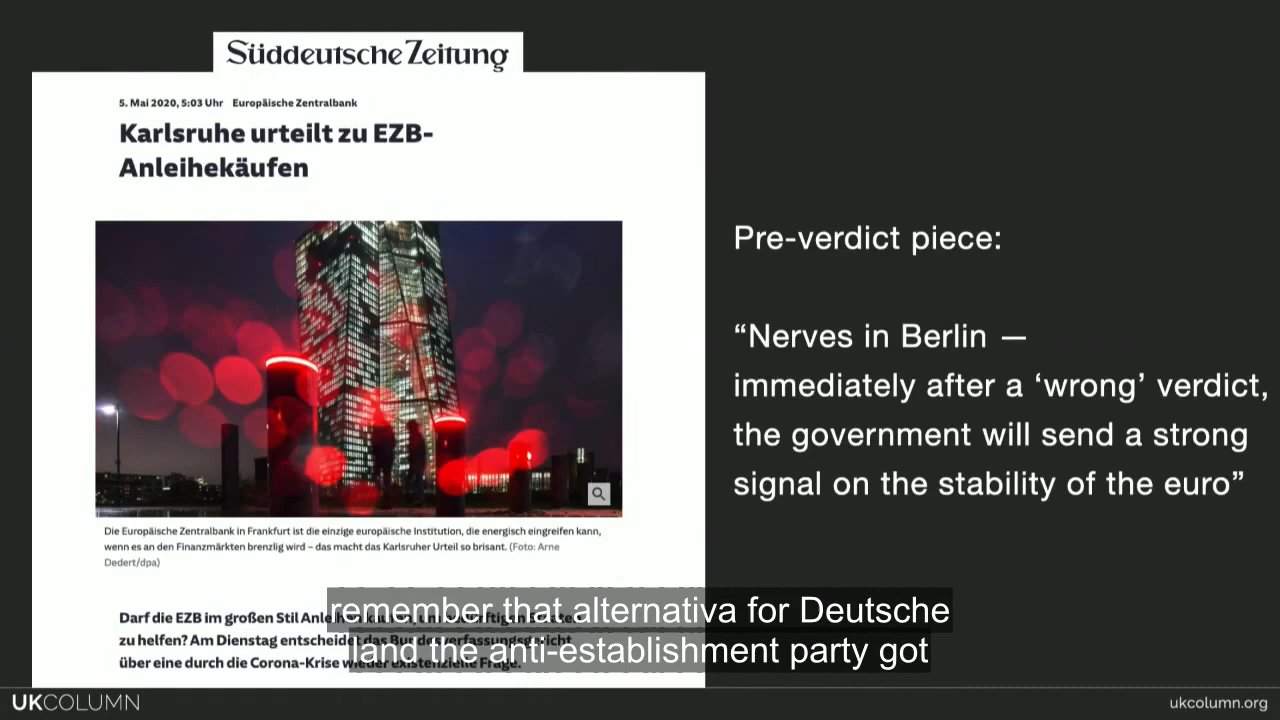 Süddeutsche Zeitung
5. Mai 2020, 5:03 Uhr Europäische Zentralbank
Karlsruhe urteilt zu EZB-
Anleihekäufen
Die Europäische Zentralbank in Frankfurt ist die einzige europäische Institution, die energisch eingreifen kann,
wenn es an den Finanzmärkten brenzlig wird – das macht das Karlsruher Urteil so brisant. (Foto: Arne
Dedert/dpa)
Darf die EZB im großen Stil
zu helfen? Am Dienstag entscheidet das Bundesverfassungsgericht
über eine durch die Corona-Krise wieder existenzielle Frage.
Pre-verdict piece:
“Nerves in Berlin —
immediately after a ‘wrong’ verdict,
the government will send a strong
signal on the stability of the euro”
remember that alternativa for Deutsche
land the anti-establishment party got
UKCOLUMN
ukcolumn.org